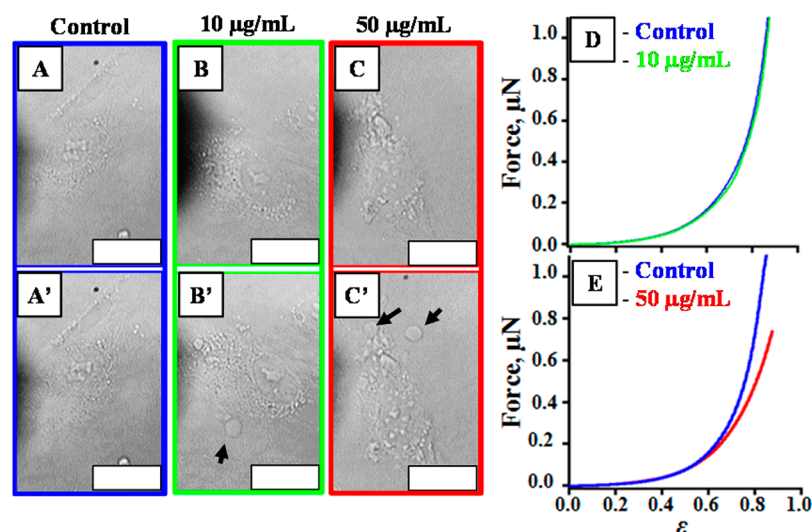 Control
10 μg/mL
50 μg/mL
A
B
C
A'
B'
C'
D
- Control
- 10 μg/mL
Force, μN
1.0
0.8
0.6
0.4
0.2
0.0
E
- Control
- 50 μg/mL
Force, μN
1.0
0.8
0.6
0.4
0.2
0.0
0.0 0.2 0.4 0.6 0.8 1.0
ε